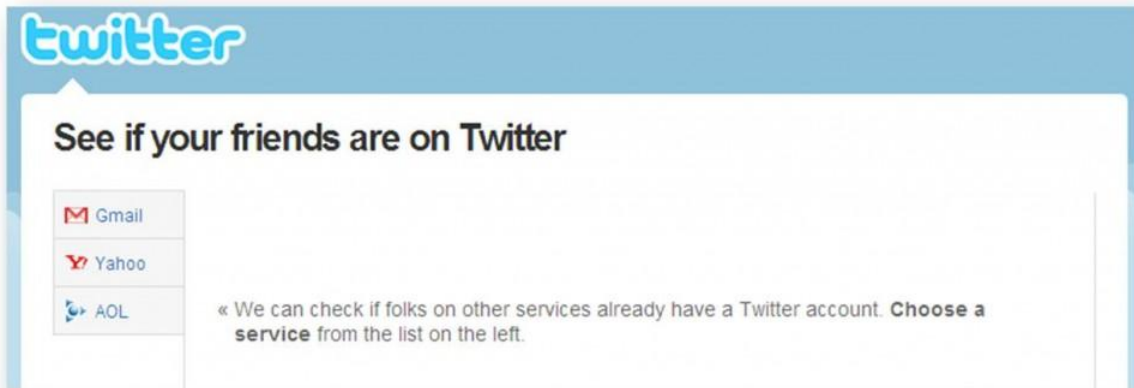 twitter
See if your friends are on Twitter
Gmail
Yahoo
AOL
« We can check if folks on other services already have a Twitter account. Choose a
service from the list on the left.